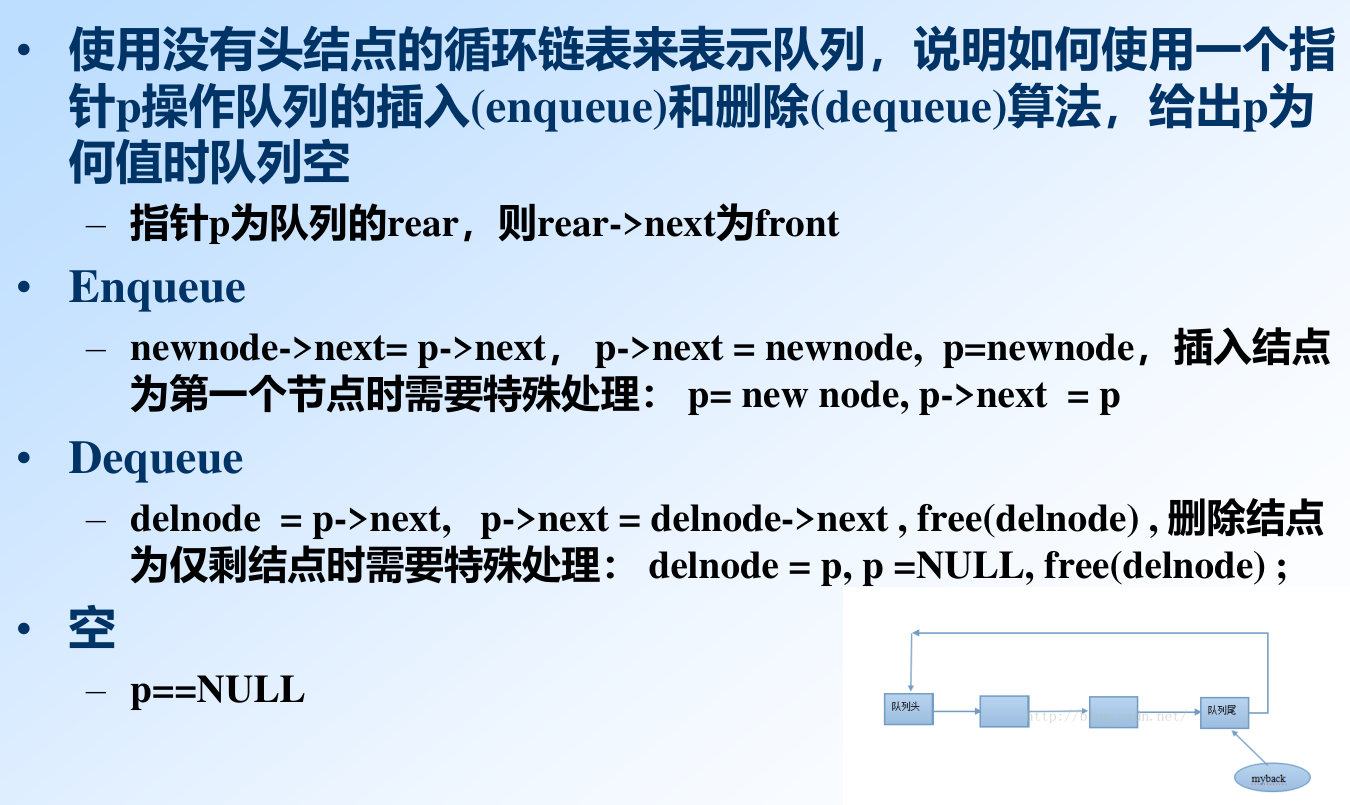 • 使用没有头结点的循环链表来表示队列，说明如何使用一个指
针p操作队列的插入(enqueue)和删除(dequeue)算法，给出p为
何值时队列空
– 指针p为队列的rear，则rear->next为front
• Enqueue
– newnode->next= p->next， p->next = newnode, p=newnode，插入结点
为第一个节点时需要特殊处理： p= new node, p->next = p
• Dequeue
– delnode = p->next, p->next = delnode->next , free(delnode) , 删除结点
为仅剩结点时需要特殊处理： delnode = p, p =NULL, free(delnode) ;
• 空
– p==NULL
队列头
队列尾
myback